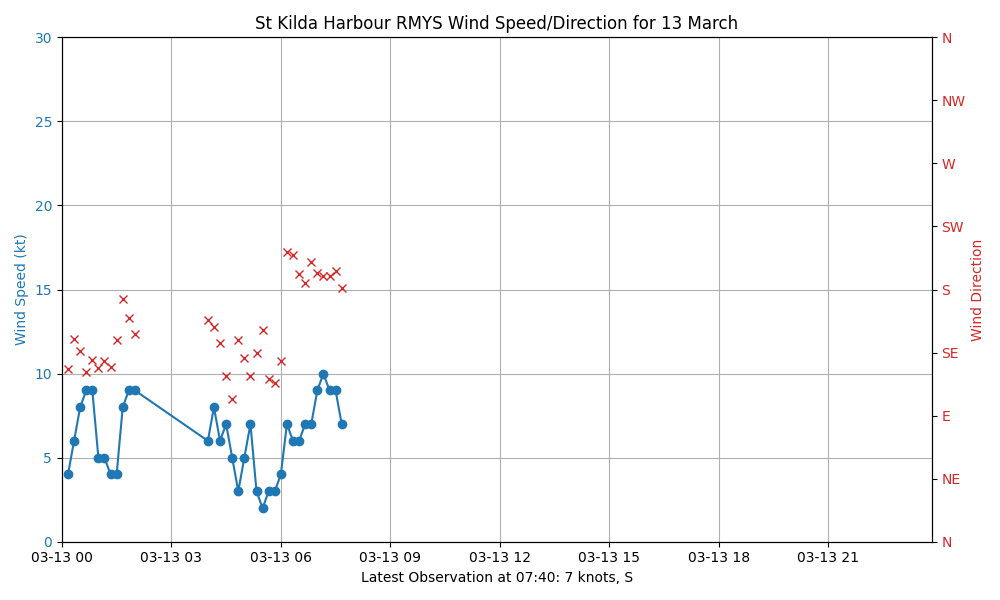 St Kilda Harbour RMYS Wind Speed/Direction for 13 March
30
25
20
15
10
5
0
Wind Speed (kt)
N
NW
W
SW
S
SE
E
NE
N
Wind Direction
03-13 00 03-13 03 03-13 06 03-13 09 03-13 12 03-13 15 03-13 18 03-13 21
Latest Observation at 07:40: 7 knots, S